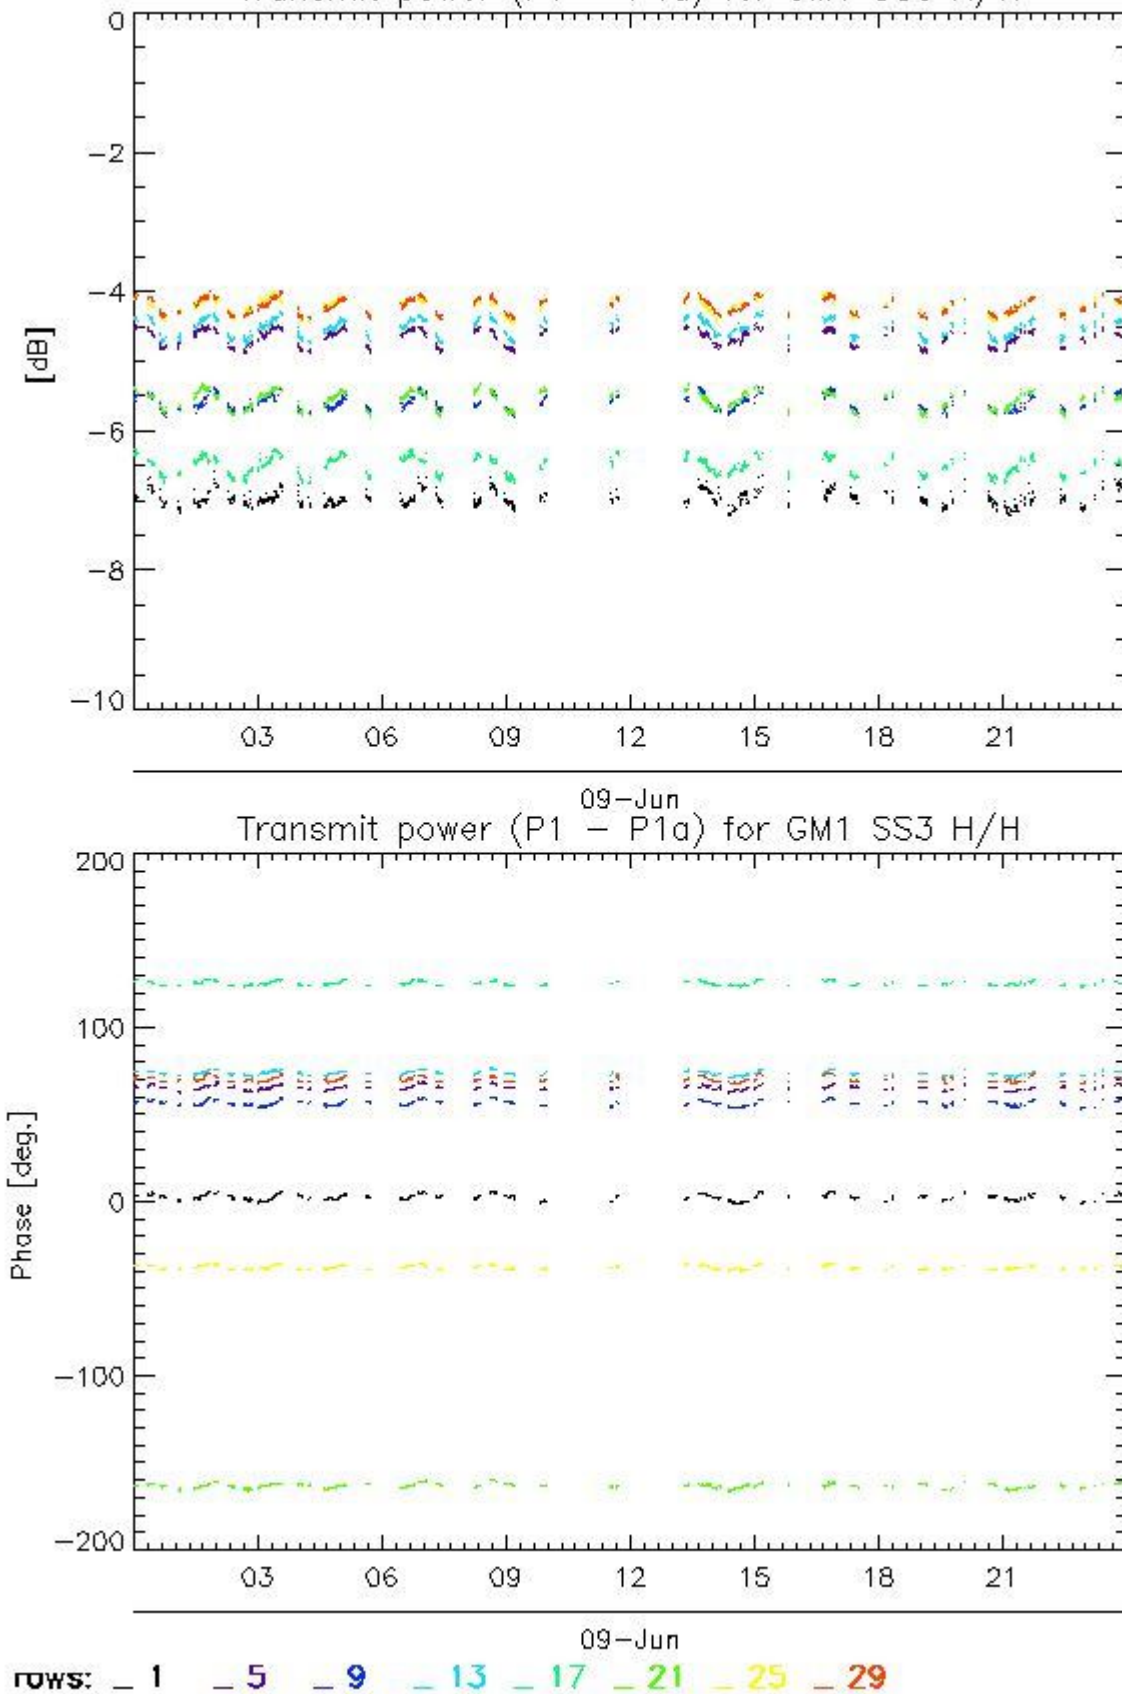 0
−2
−4
[dB]
−6
−8
−10
03 06 09 12 15 18 21
09−Jun
Transmit power (P1 − P1a) for GM1 SS3 H/H
200
100
Phase [deg.]
0
−100
−200
03 06 09 12 15 18 21
09−Jun
rows: _ 1 _ 5 _ 9 _ 13 _ 17 _ 21 _ 25 _ 29